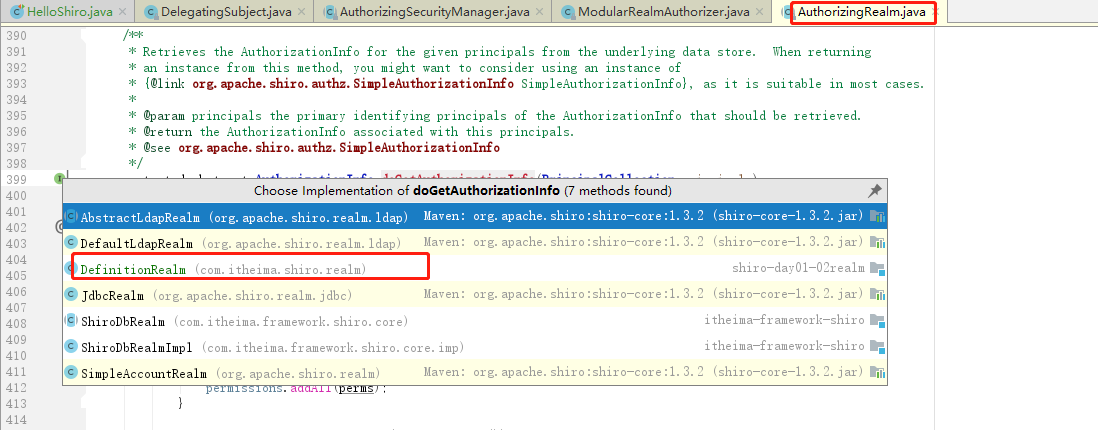 HelloShiro.java × DelegatingSubject.java × AuthorizingSecurityManager.java × ModularRealmAuthorizer.java × AuthorizingRealm.java ×
390 /**
391 * Retrieves the AuthorizationInfo for the given principals from the underlying data store.  When returning
392 * an instance from this method, you might want to consider using an instance of
393 * {@link org.apache.shiro.authz.SimpleAuthorizationInfo SimpleAuthorizationInfo}, as it is suitable in most cases.
394 *
395 * @param principals the primary identifying principals of the AuthorizationInfo that should be retrieved.
396 * @return the AuthorizationInfo associated with this principals.
397 * @see org.apache.shiro.authz.SimpleAuthorizationInfo
398 */
399
400 Choose Implementation of doGetAuthorizationInfo (7 methods found)
401 AbstractLdapRealm (org.apache.shiro.realm.ldap) Maven: org.apache.shiro:shiro-core:1.3.2 (shiro-core-1.3.2.jar)
402 @
403 DefaultLdapRealm (org.apache.shiro.realm.ldap) Maven: org.apache.shiro:shiro-core:1.3.2 (shiro-core-1.3.2.jar)
404 DefinitionRealm (com.itheima.shiro.realm) shiro-day01-02realm
405
406 JdbcRealm (org.apache.shiro.realm.jdbc) Maven: org.apache.shiro:shiro-core:1.3.2 (shiro-core-1.3.2.jar)
407
408 ShiroDbRealm (com.itheima.framework.shiro.core) itheima-framework-shiro
409
410 ShiroDbRealmImpl (com.itheima.framework.shiro.core.imp) itheima-framework-shiro
411 SimpleAccountRealm (org.apache.shiro.realm) Maven: org.apache.shiro:shiro-core:1.3.2 (shiro-core-1.3.2.jar)
412 permissions.addAll(perms);
413 }
414